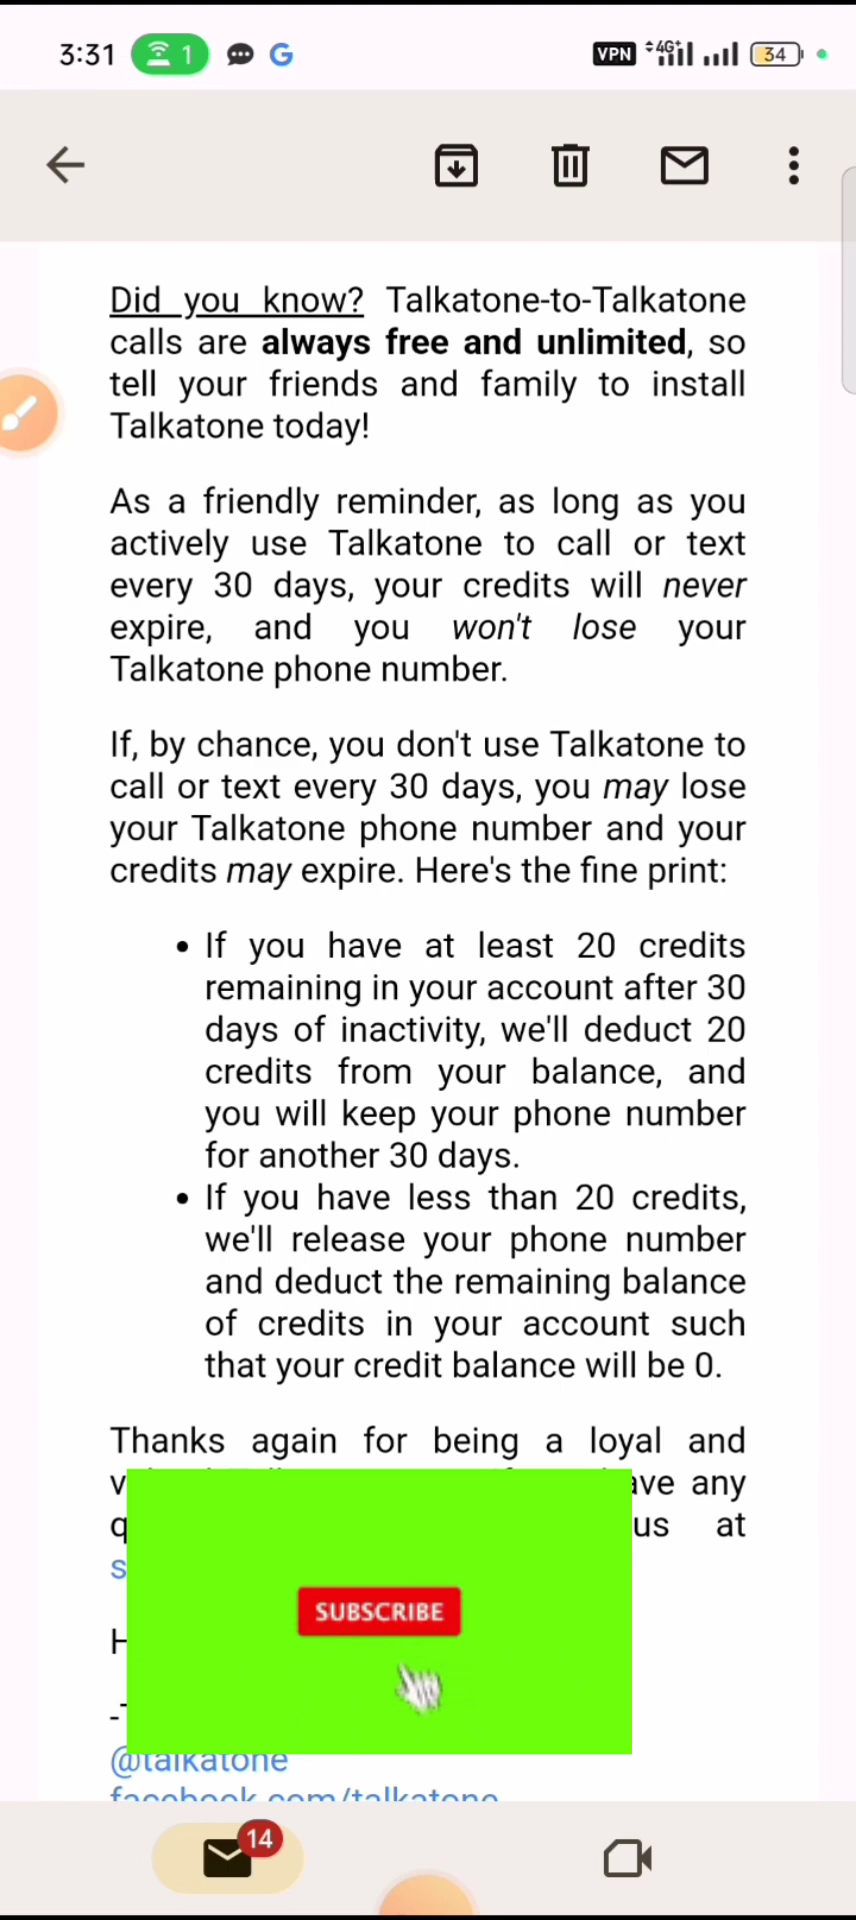 3:31 1 VPN 4G+ 34
Did you know? Talkatone-to-Talkatone
calls are always free and unlimited, so
tell your friends and family to install
Talkatone today!
As a friendly reminder, as long as you
actively use Talkatone to call or text
every 30 days, your credits will never
expire, and you won't lose your
Talkatone phone number.
If, by chance, you don't use Talkatone to
call or text every 30 days, you may lose
your Talkatone phone number and your
credits may expire. Here's the fine print:
• If you have at least 20 credits
remaining in your account after 30
days of inactivity, we'll deduct 20
credits from your balance, and
you will keep your phone number
for another 30 days.
• If you have less than 20 credits,
we'll release your phone number
and deduct the remaining balance
of credits in your account such
that your credit balance will be 0.
Thanks again for being a loyal and
any
us at
SUBSCRIBE
@talkatone
facebook.com/talkatone
14